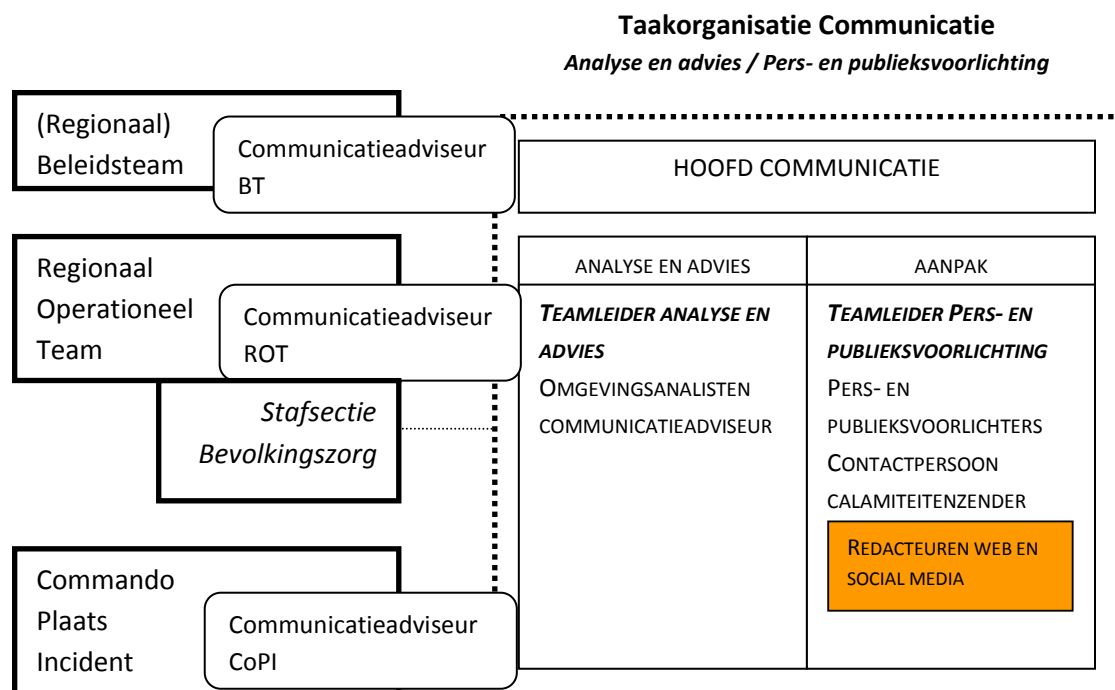 Taakorganisatie Communicatie
Analyse en advies / Pers- en publieksvoorlichting
(Regionaal)
Beleidsteam
Communicatieadviseur
BT
HOOFD COMMUNICATIE
Regionaal
Operationeel
Team
Communicatieadviseur
ROT
Stafsectie
Bevolkingszorg
ANALYSE EN ADVIES
TEAMLEIDER ANALYSE EN
ADVIES
OMGEVINGSANALISTEN
COMMUNICATIEADVISEUR
AANPAK
TEAMLEIDER PERS- EN
PUBLIEKSVOORLICHTING
PERS- EN
PUBLIEKSVOORLICHTERS
CONTACTPERSOON
CALAMITEITENZENDER
REDACTEUREN WEB EN
SOCIAL MEDIA
Commando
Plaats
Incident
Communicatieadviseur
CoPI